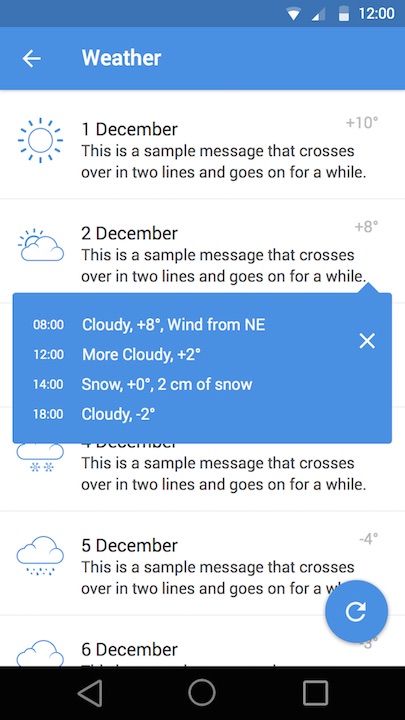 12:00
Weather
1 December
+10°
This is a sample message that crosses
over in two lines and goes on for a while.
2 December
+8°
This is a sample message that crosses
over in two lines and goes on for a while.
08:00 Cloudy, +8°, Wind from NE
12:00 More Cloudy, +2°
14:00 Snow, +0°, 2 cm of snow
18:00 Cloudy, -2°
4 December
This is a sample message that crosses
over in two lines and goes on for a while.
5 December
-4°
This is a sample message that crosses
over in two lines and goes on for a
6 December